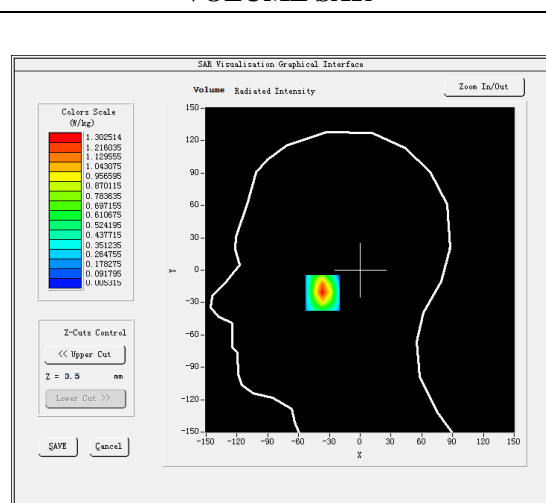 SAR Visualisation Graphical Interface
Volume Radiated Intensity
Zoom In/Out
Colors Scale
(W/kg)
1.302514
1.216035
1.129555
1.043075
0.956595
0.870115
0.783635
0.697155
0.610675
0.524195
0.437715
0.351235
0.264755
0.178275
0.091795
0.005315
Z-Cuts Control
<< Upper Cut
Z = 0.5 mm
Lower Cut >>
SAVE Cancel
150
120
90
60
30
0
-30
-60
-90
-120
-150
Y
-150 -120 -90 -60 -30 0 30 60 90 120 150
X